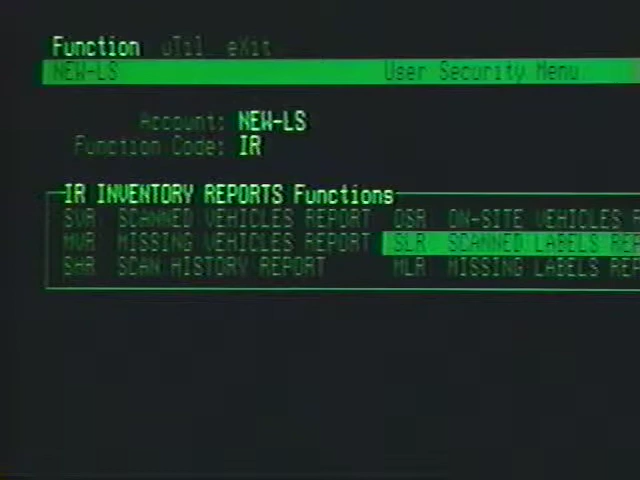 Function uTil eXit
NEW-LS User Security Menu
Account: NEW-LS
Function Code: IR
IR INVENTORY REPORTS Functions
SVR SCANNED VEHICLES REPORT OSR ON-SITE VEHICLES R
MVR MISSING VEHICLES REPORT SLR SCANNED LABELS REP
SHR SCAN HISTORY REPORT MLR MISSING LABELS REP